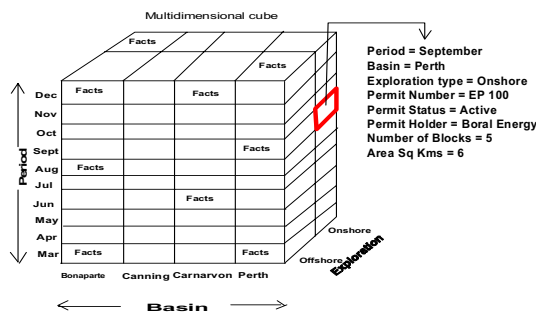 Multidimensional cube
Facts
Facts
Facts Facts
Facts
Facts
Facts
Facts Facts
Period
Dec
Nov
Oct
Sept
Aug
Jul
Jun
May
Apr
Mar
Bonaparte Canning Carnarvon Perth
Basin
Onshore
Offshore
Exploration
Period = September
Basin = Perth
Exploration type = Onshore
Permit Number = EP 100
Permit Status = Active
Permit Holder = Boral Energy
Number of Blocks = 5
Area Sq Kms = 6